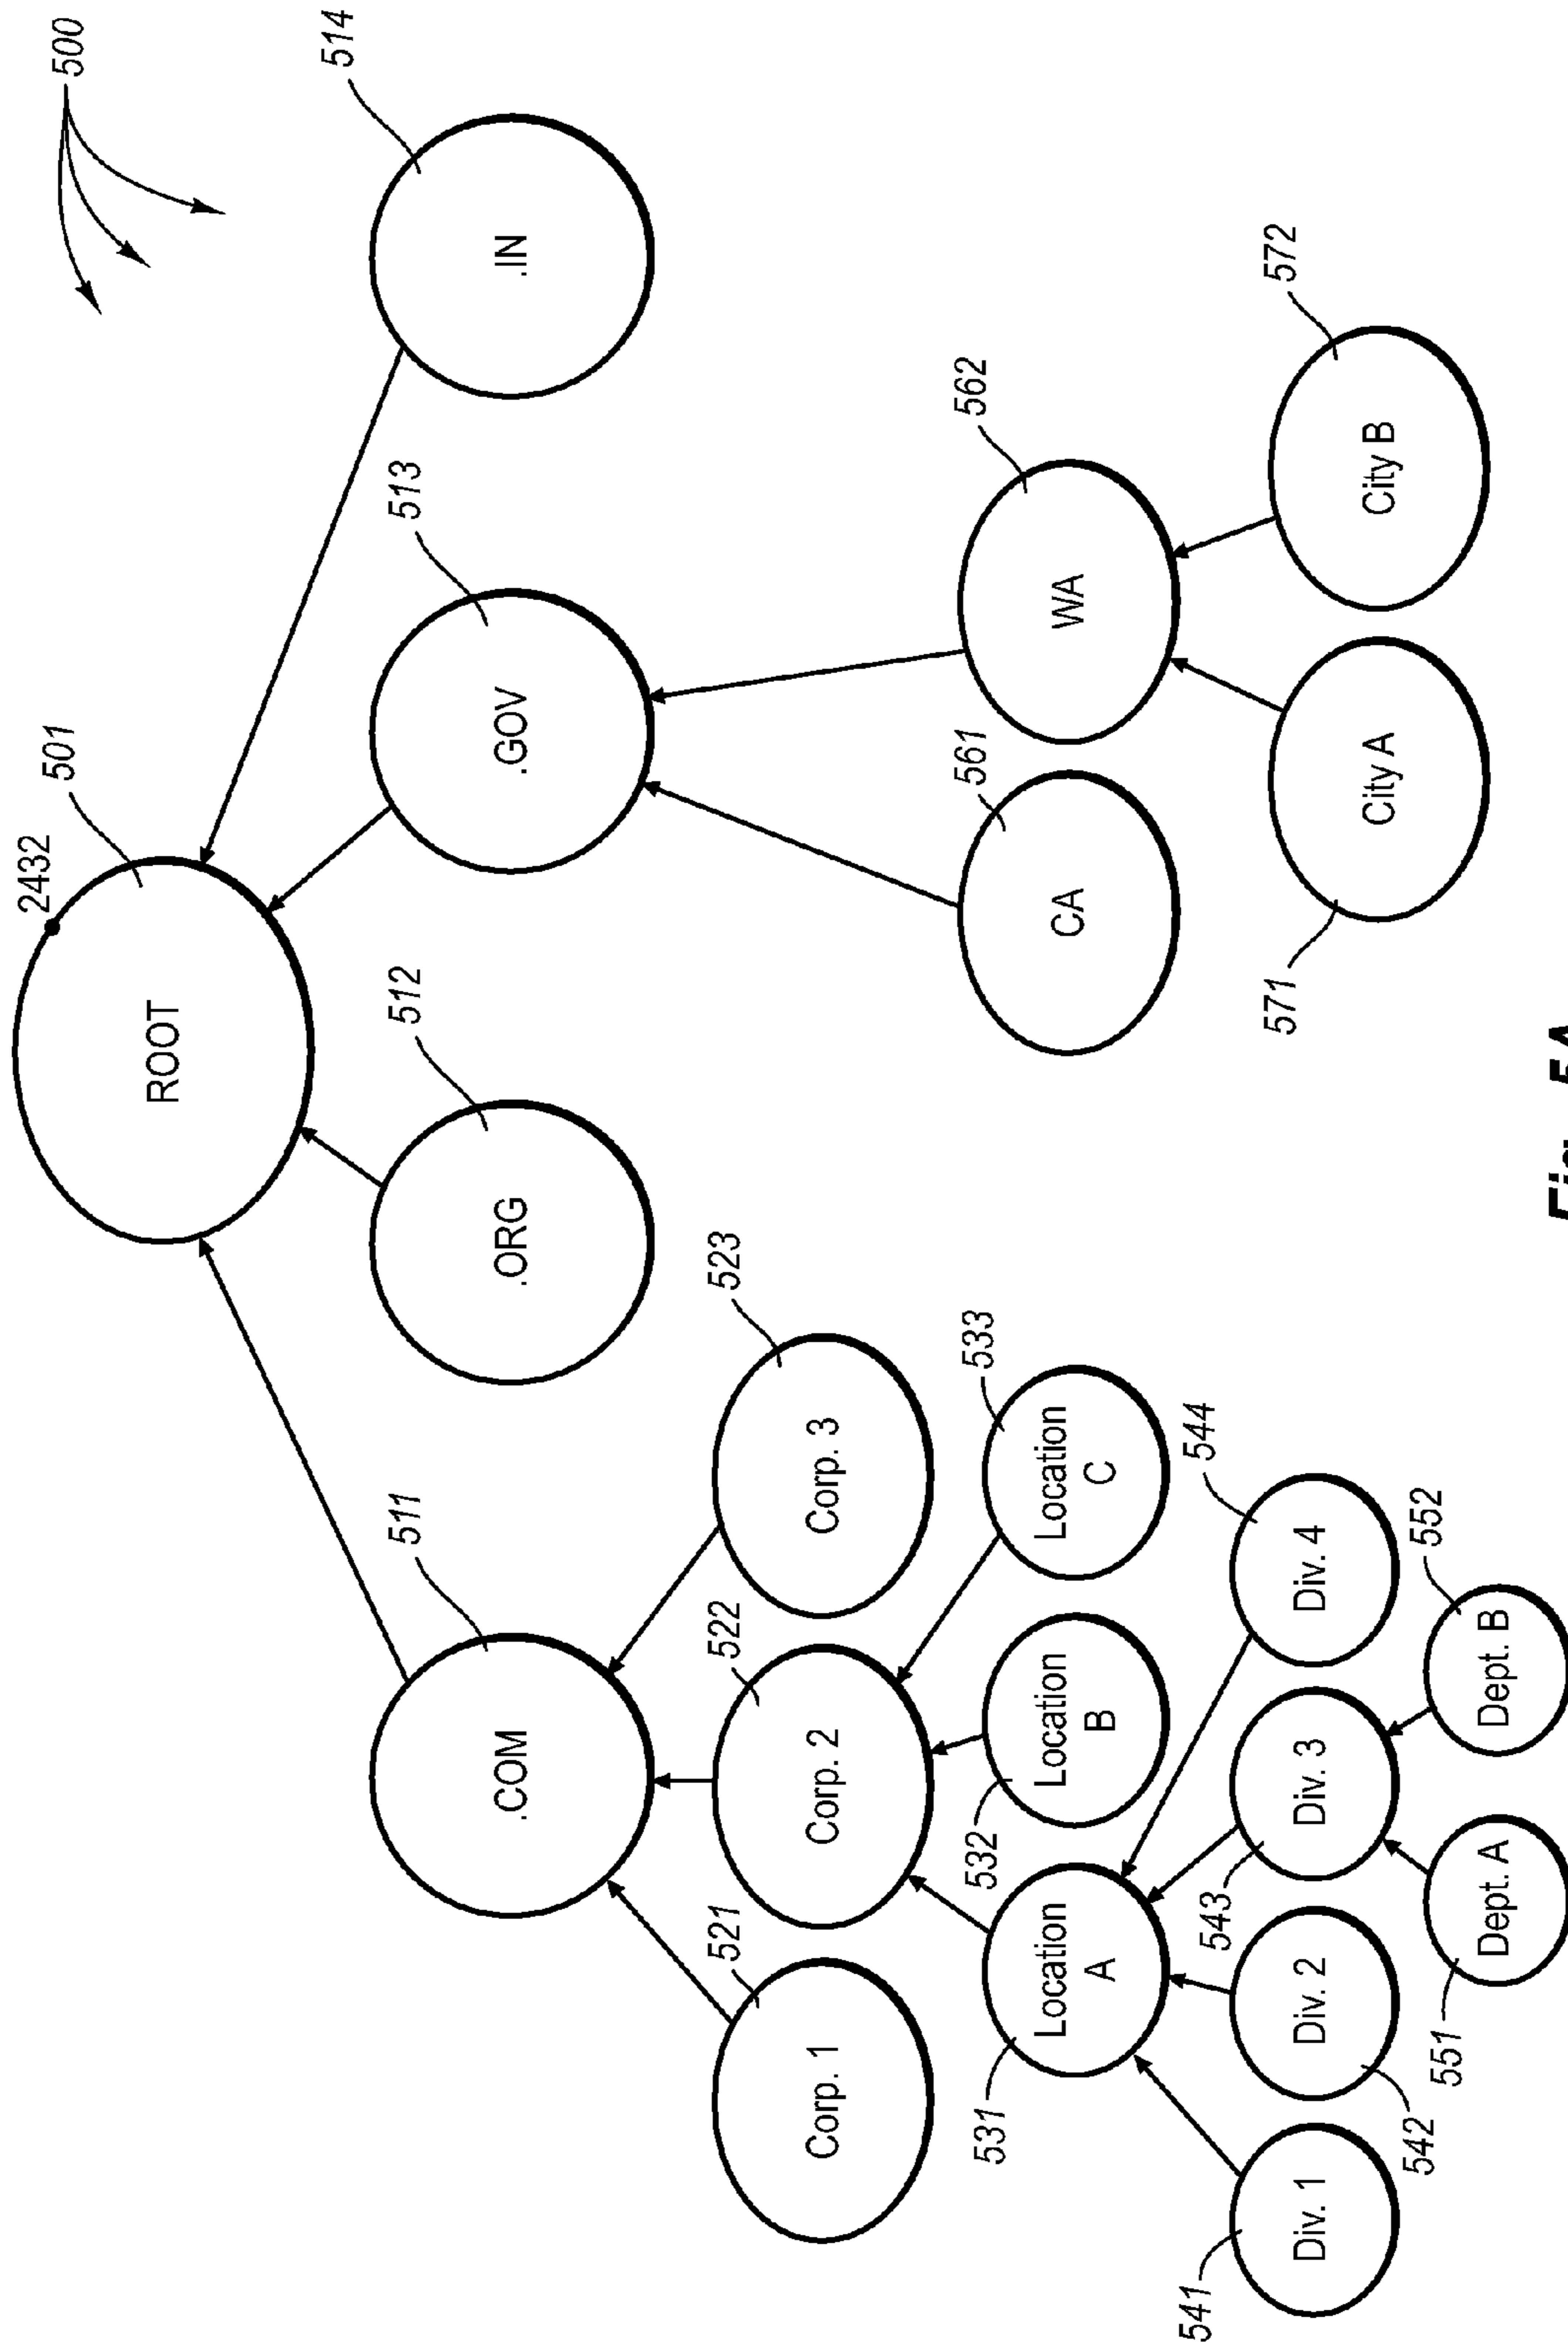 500
2432
501
ROOT
511
.COM
512
.ORG
513
.GOV
514
.IN
521
Corp. 1
522
Corp. 2
523
Corp. 3
531
Location
A
532
Location
B
533
Location
C
561
CA
562
WA
541
Div. 1
542
Div. 2
543
Div. 3
544
Div. 4
571
City A
572
City B
551
Dept. A
552
Dept. B